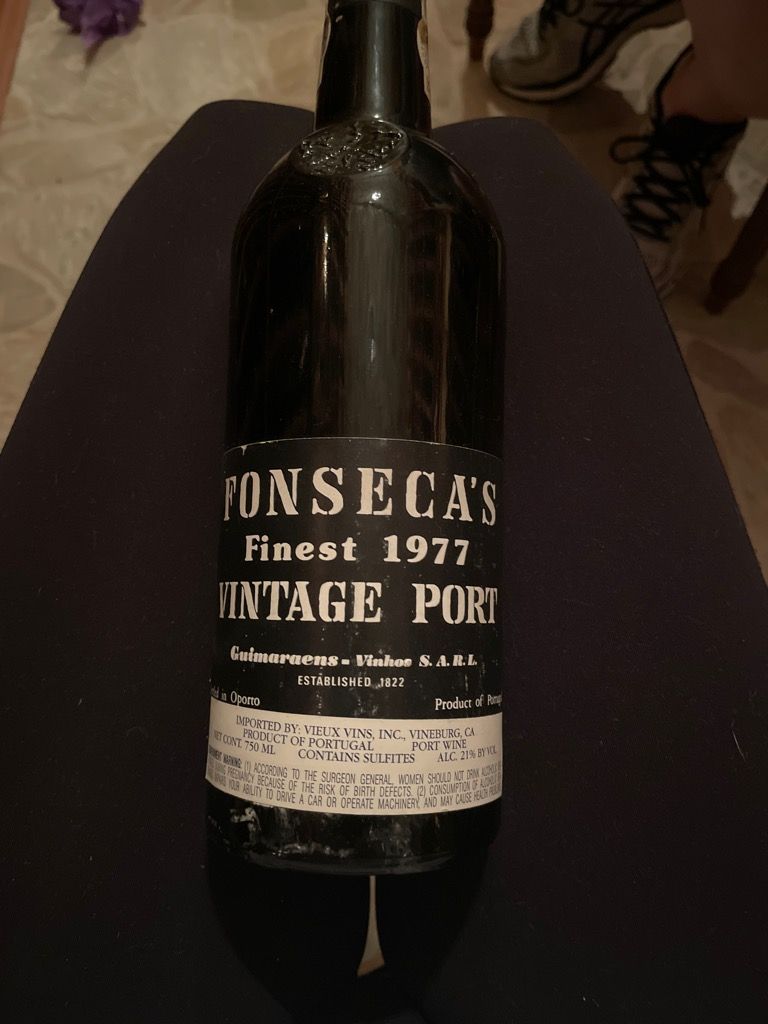 FONSECA'S
Finest 1977
VINTAGE PORT
Guimaraens - Vinhos S.A.R.L.
ESTABLISHED 1822
in Oporto Product of
IMPORTED BY: VIEUX VINS, INC., VINEBURG, CA
PRODUCT OF PORTUGAL PORT WINE
NET CONT. 750 ML CONTAINS SULFITES ALC. 21% BY VOL.
WARNING: (1) ACCORDING TO THE SURGEON GENERAL, WOMEN SHOULD NOT DRINK
PREGNANCY BECAUSE OF THE RISK OF BIRTH DEFECTS. (2) CONSUMPTION OF
YOUR ABILITY TO DRIVE A CAR OR OPERATE MACHINERY, AND MAY CAUSE HEALTH